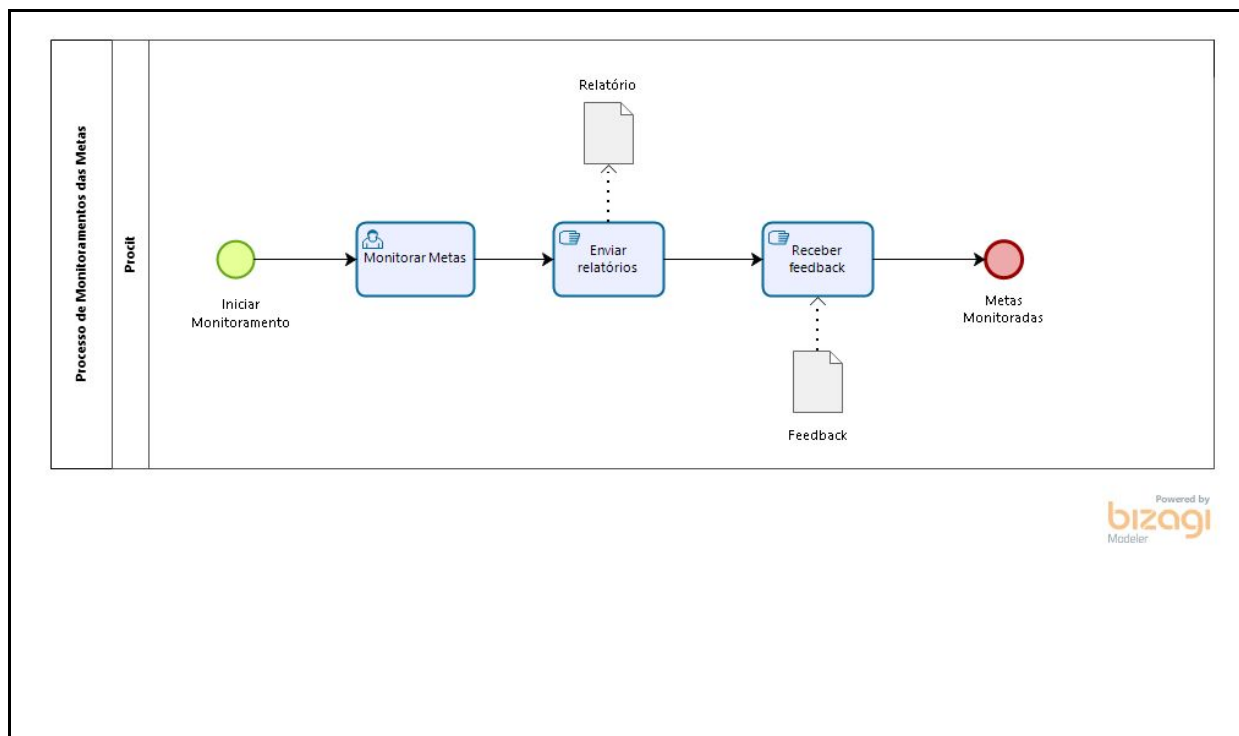 Processo de Monitoramentos das Metas
Procit
Relatório
Iniciar
Monitoramento
Monitorar Metas
Enviar
relatórios
Receber
feedback
Metas
Monitoradas
Feedback
Powered by
bizagi
Modeler